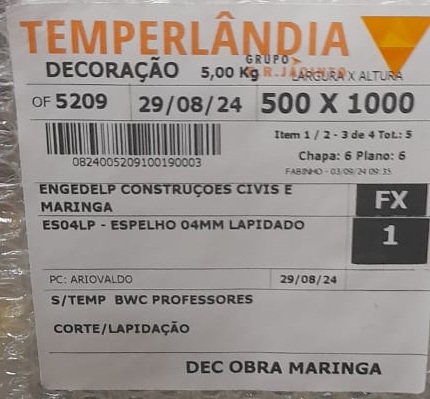 TEMPERLÂNDIA
GRUPO
DECORAÇÃO 5,00 Kg LARGURA X ALTURA
OF 5209 29/08/24 500 X 1000
Item 1 / 2 - 3 de 4 Tot.: 5
Chapa: 6 Plano: 6
0824005209100190003
FABINHO - 03/09/24 09:35
ENGEDELP CONSTRUÇOES CIVIS E
MARINGA
FX
ES04LP - ESPELHO 04MM LAPIDADO
1
PC: ARIOVALDO 29/08/24
S/TEMP BWC PROFESSORES
CORTE/LAPIDAÇÃO
DEC OBRA MARINGA